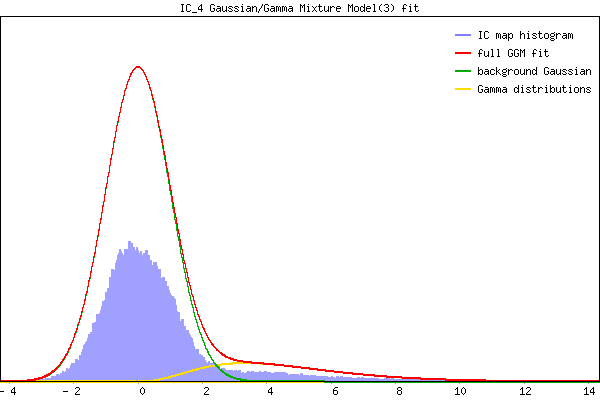 IC_4 Gaussian/Gamma Mixture Model(3) fit
IC map histogram
full GGM fit
background Gaussian
Gamma distributions
- 4 - 2 0 2 4 6 8 10 12 14